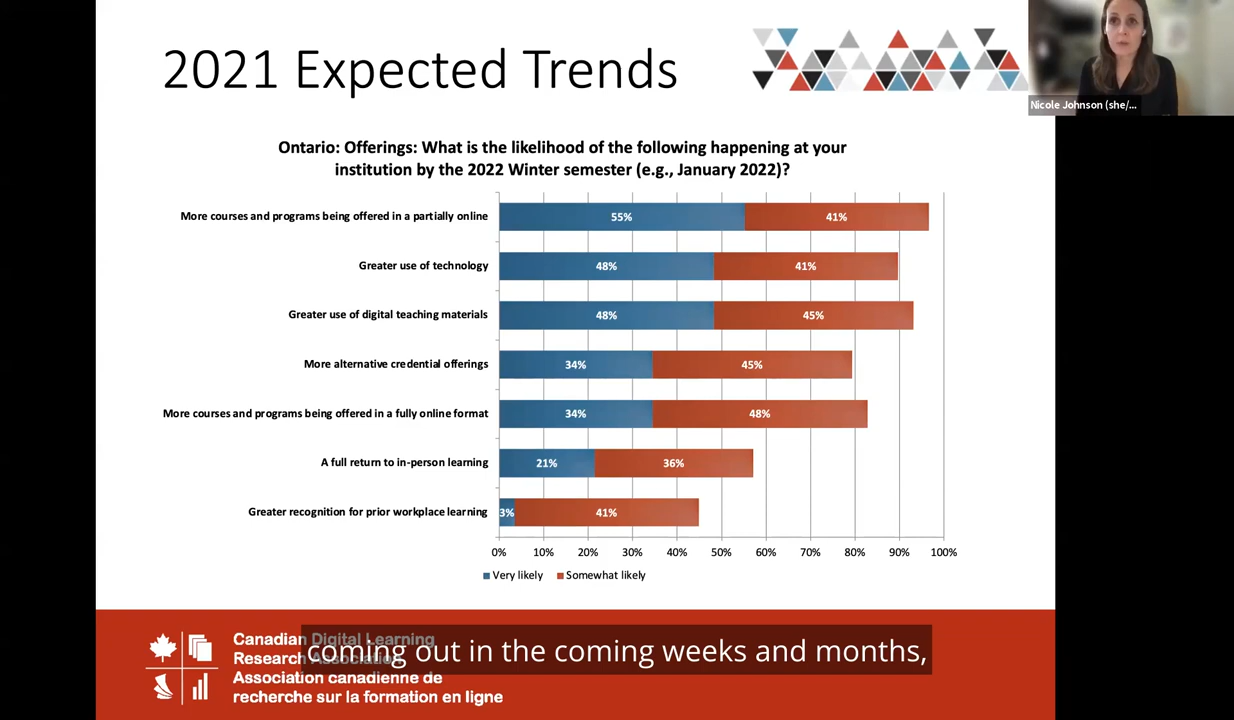 2021 Expected Trends
Nicole Johnson (she/...
Ontario: Offerings: What is the likelihood of the following happening at your
institution by the 2022 Winter semester (e.g., January 2022)?
More courses and programs being offered in a partially online
55%
41%
Greater use of technology
48%
41%
Greater use of digital teaching materials
48%
45%
More alternative credential offerings
34%
45%
More courses and programs being offered in a fully online format
34%
48%
A full return to in-person learning
21%
36%
Greater recognition for prior workplace learning
3%
41%
0% 10% 20% 30% 40% 50% 60% 70% 80% 90% 100%
Very likely Somewhat likely
Canadian Digital Learning
Research Association
Association canadienne de
recherche sur la formation en ligne
coming out in the coming weeks and months,